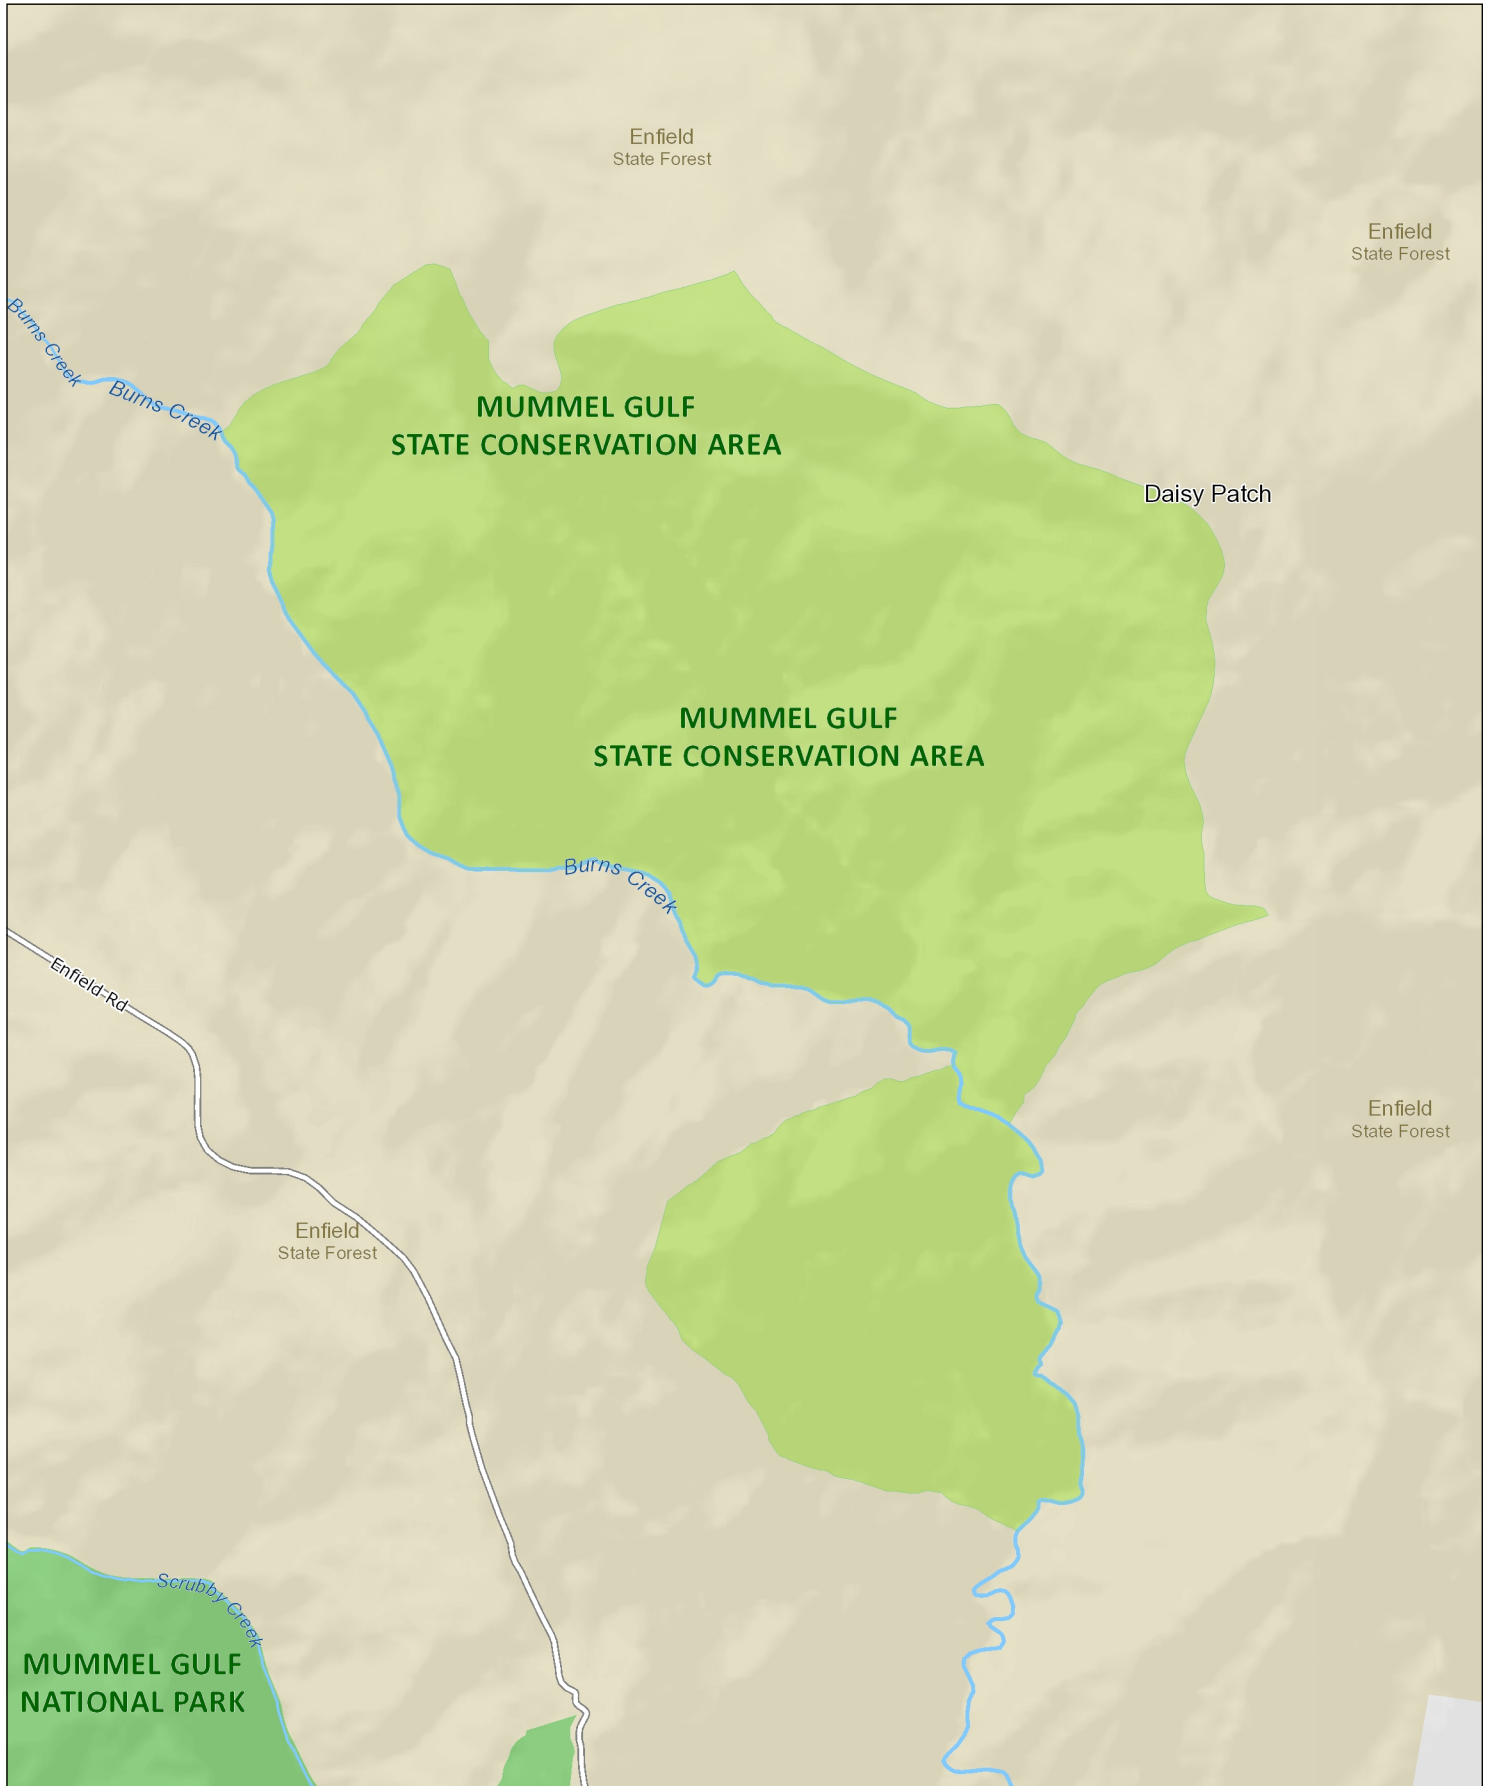 Enfield
State Forest
Enfield
State Forest
Burns Creek
Burns Creek
MUMMEL GULF
STATE CONSERVATION AREA
Daisy Patch
MUMMEL GULF
STATE CONSERVATION AREA
Burns Creek
Enfield Rd
Enfield
State Forest
Enfield
State Forest
Scrubby Creek
MUMMEL GULF
NATIONAL PARK